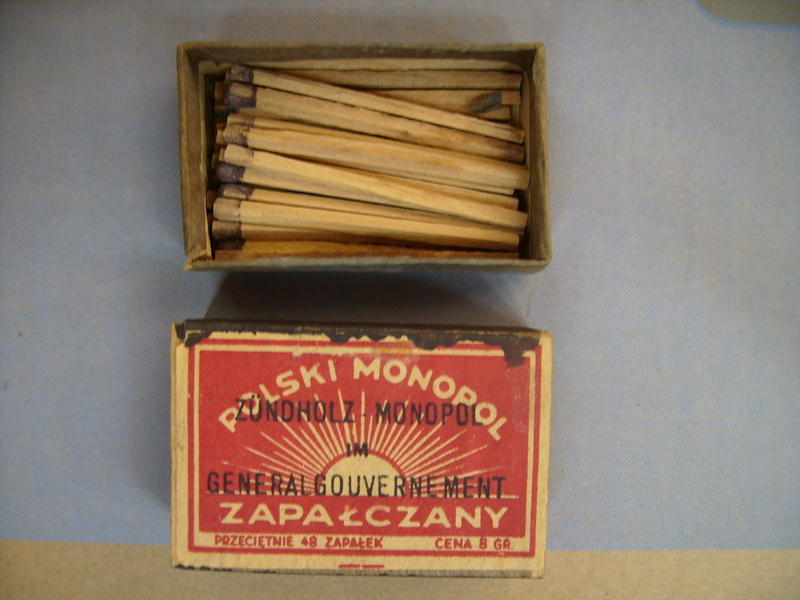 POLSKI MONOPOL
ZÜNDHOLZ-MONOPOL
IM
GENERALGOUVERNEMENT
ZAPAŁCZANY
PRZECIĘTNIE 48 ZAPAŁEK CENA 8 GR.